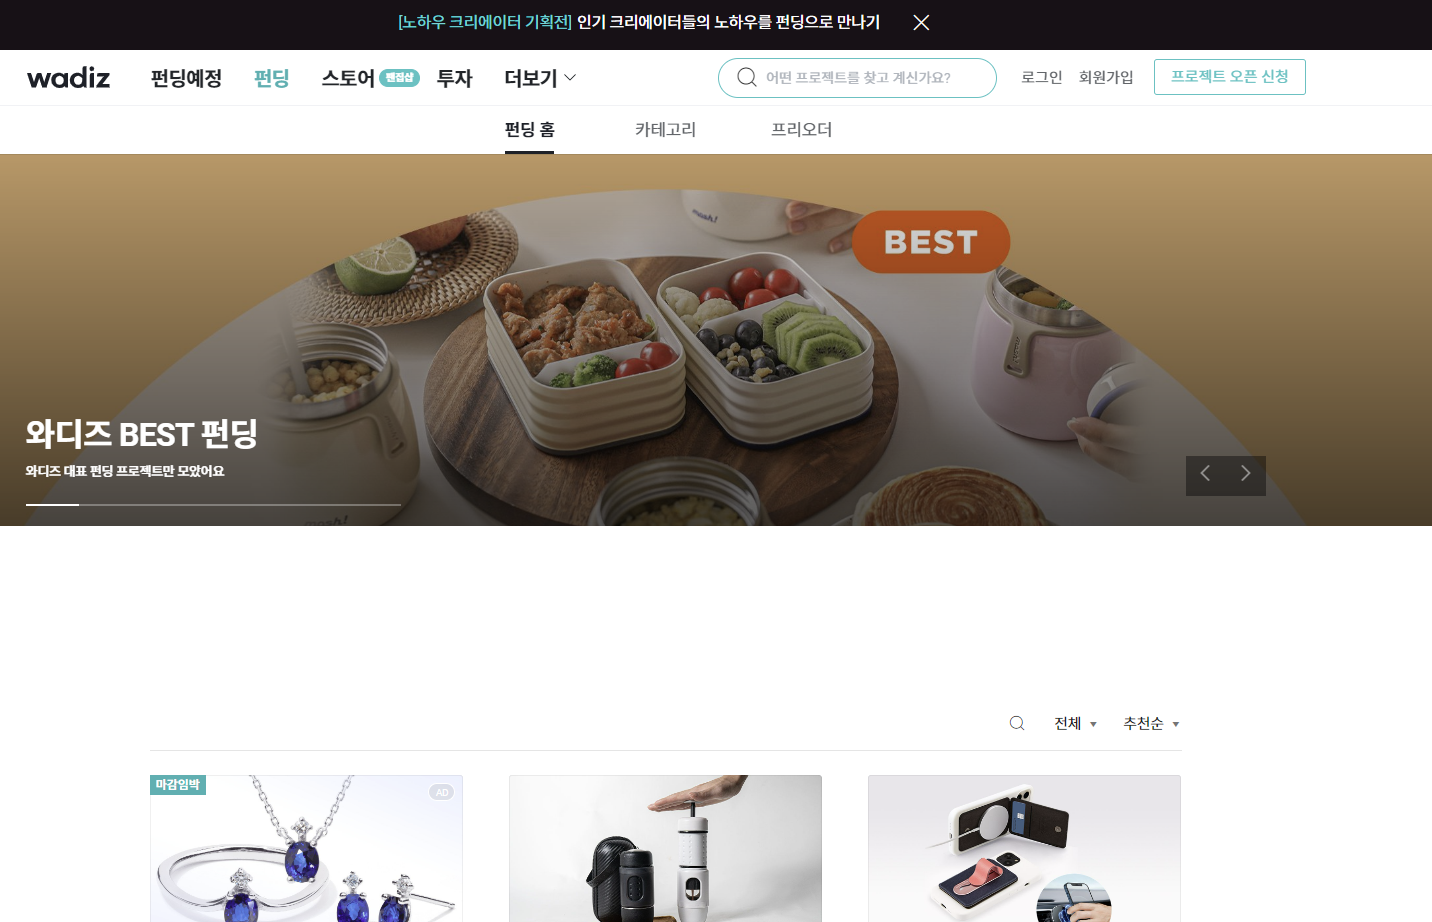 [노하우 크리에이터 기획전] 인기 크리에이터들의 노하우를 펀딩으로 만나기
wadiz 펀딩예정 펀딩 스토어 팬집샵 투자 더보기 어떤 프로젝트를 찾고 계신가요? 로그인 회원가입 프로젝트 오픈 신청
펀딩 홈 카테고리 프리오더
moah!
BEST
와디즈 BEST 펀딩
와디즈 대표 펀딩 프로젝트만 모았어요
moah!
전체 추천순
마감임박
AD